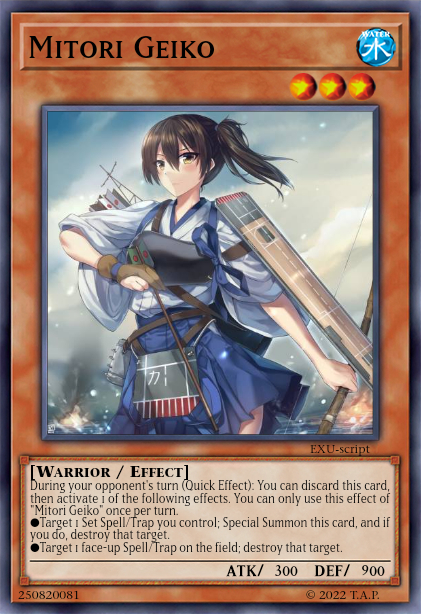 Mitori Geiko
WATER
水
EXU-script
[Warrior / Effect]
During your opponent's turn (Quick Effect): You can discard this card,
then activate 1 of the following effects. You can only use this effect of
"Mitori Geiko" once per turn.
●Target 1 Set Spell/Trap you control; Special Summon this card, and if
you do, destroy that target.
●Target 1 face-up Spell/Trap on the field; destroy that target.
ATK/ 300 DEF/ 900
250820081 © 2022 T.A.P.
カ